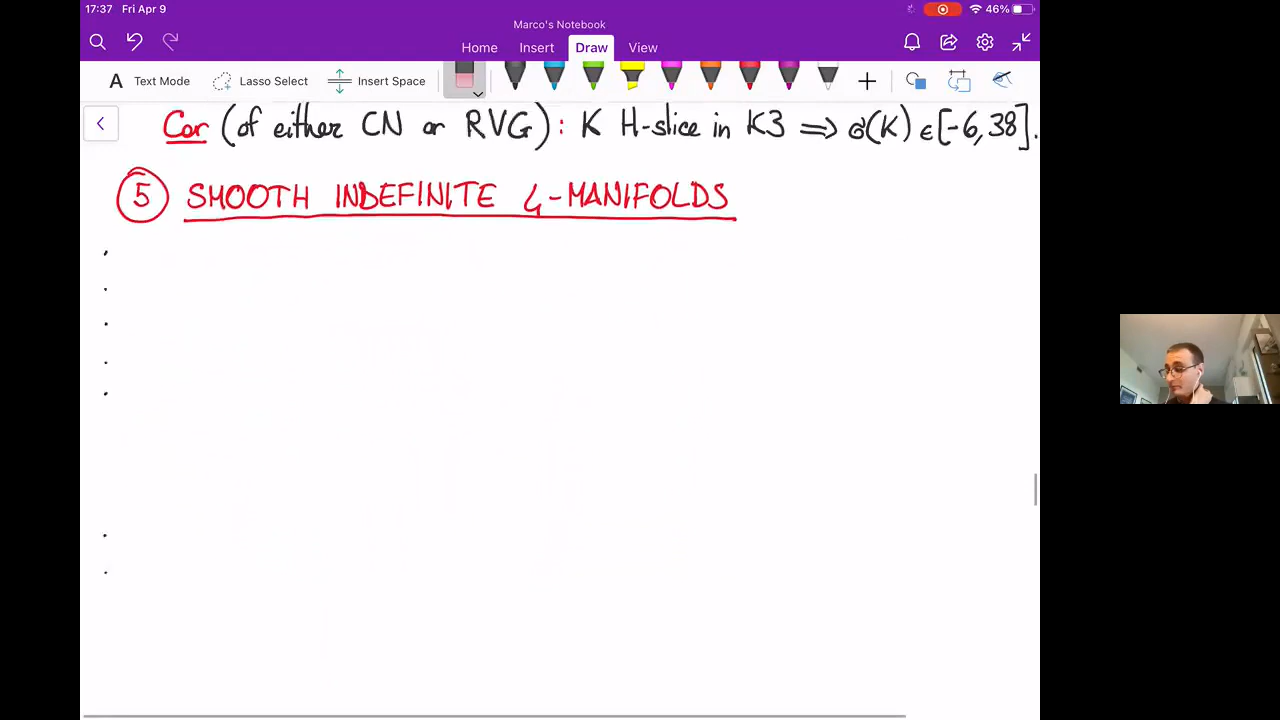 17:37 Fri Apr 9
46%
Marco's Notebook
Home Insert Draw View
Text Mode Lasso Select Insert Space
Cor (of either CN or RVG): K H-slice in K3 ⟹ σ(K) ∈ [-6, 38].
5 SMOOTH INDEFINITE 4-MANIFOLDS